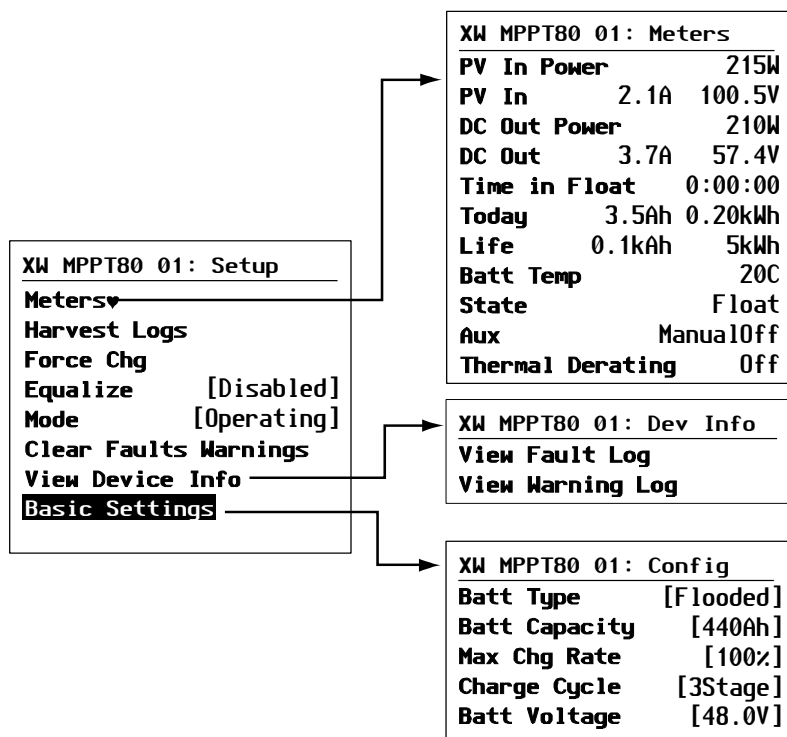 XW MPPT80 01: Setup
Meters♥
Harvest Logs
Force Chg
Equalize [Disabled]
Mode [Operating]
Clear Faults Warnings
View Device Info
Basic Settings
XW MPPT80 01: Meters
PV In Power 215W
PV In 2.1A 100.5V
DC Out Power 210W
DC Out 3.7A 57.4V
Time in Float 0:00:00
Today 3.5Ah 0.20kWh
Life 0.1kAh 5kWh
Batt Temp 20C
State Float
Aux ManualOff
Thermal Derating Off
XW MPPT80 01: Dev Info
View Fault Log
View Warning Log
XW MPPT80 01: Config
Batt Type [Flooded]
Batt Capacity [440Ah]
Max Chg Rate [100%]
Charge Cycle [3Stage]
Batt Voltage [48.0V]